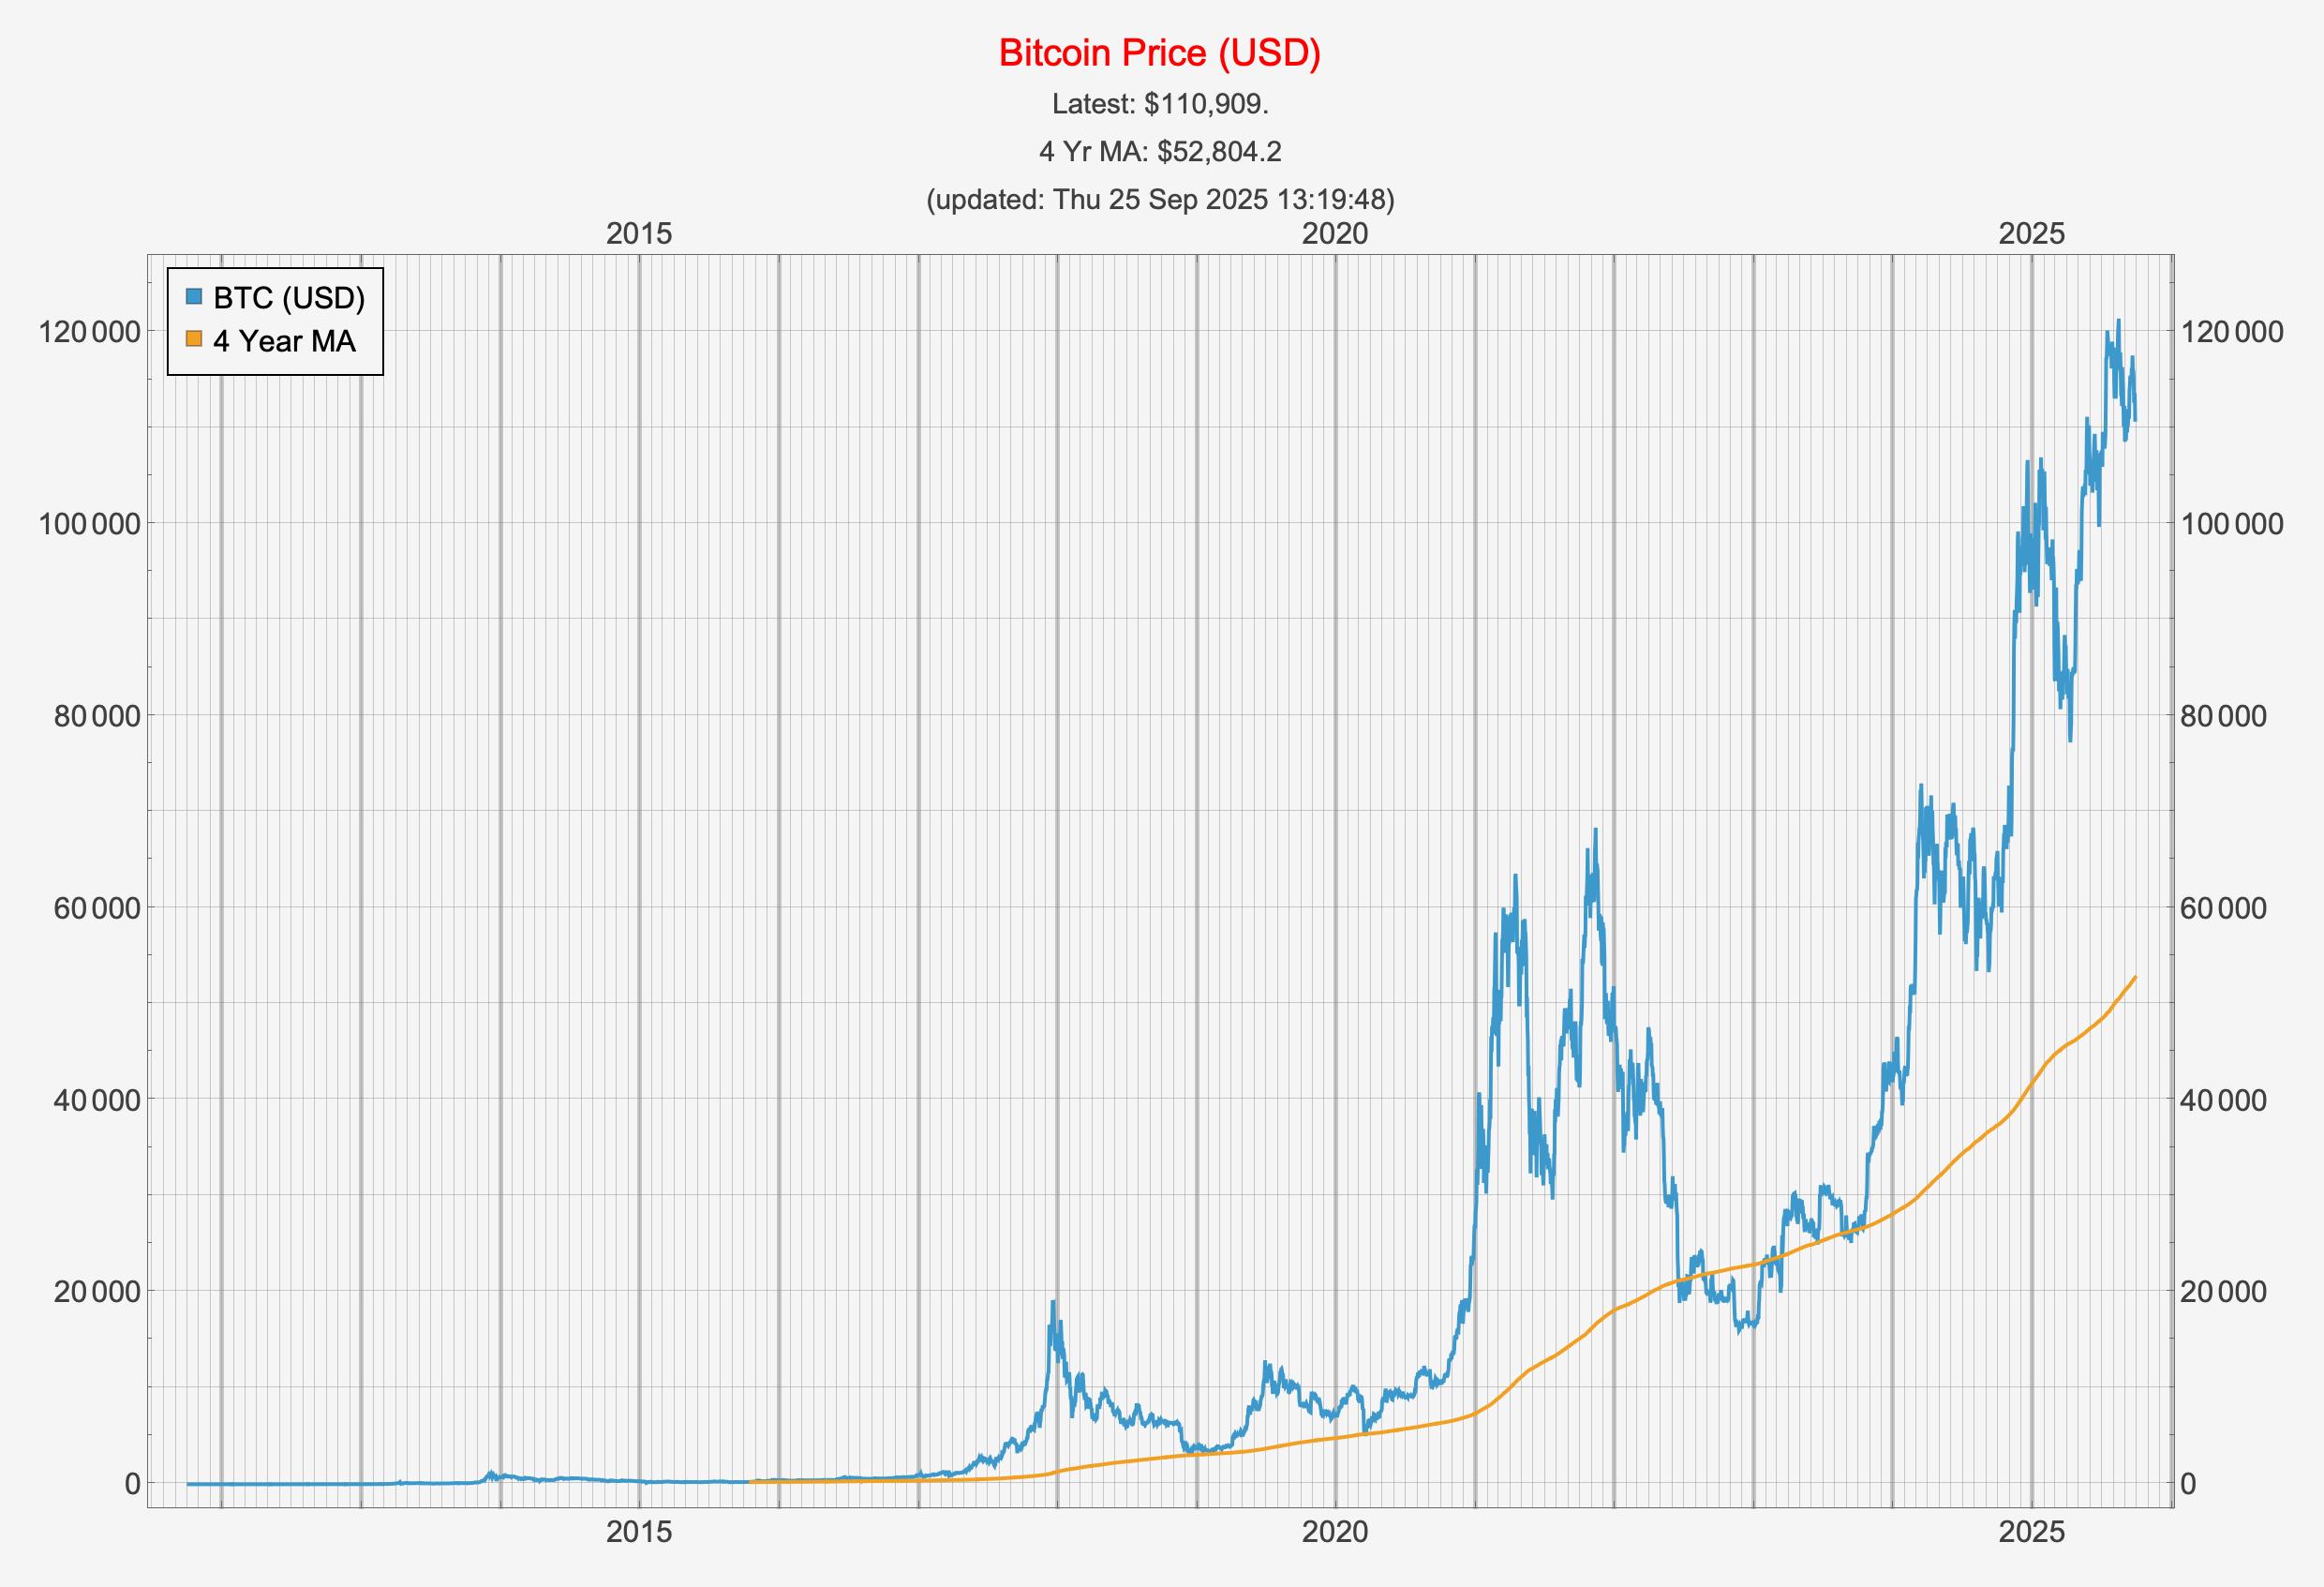 Bitcoin Price (USD)
Latest: $110,909.
4 Yr MA: $52,804.2
(updated: Thu 25 Sep 2025 13:19:48)
2015 2020 2025
BTC (USD)
4 Year MA
120 000 120 000
100 000 100 000
80 000 80 000
60 000 60 000
40 000 40 000
20 000 20 000
0 0
2015 2020 2025